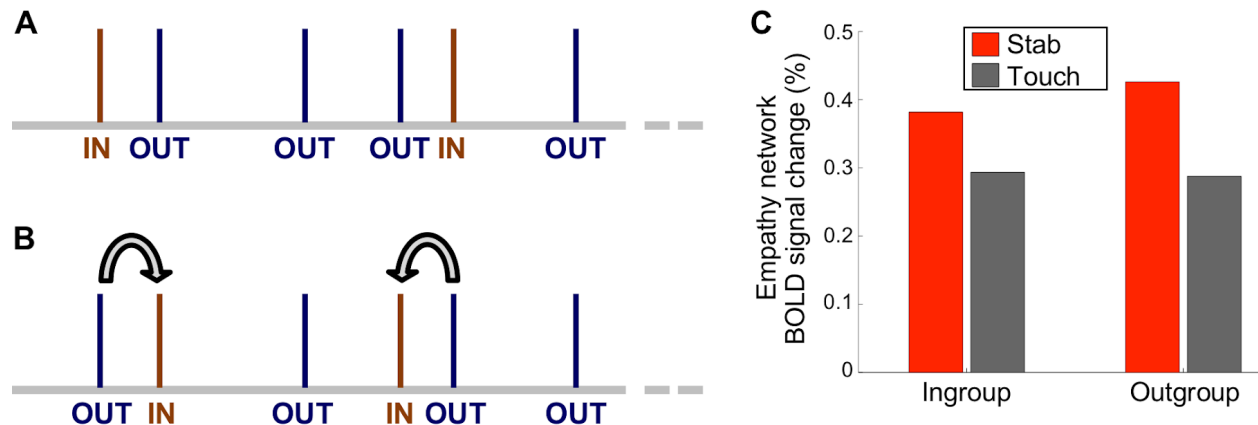 A
IN OUT OUT OUT IN OUT
B
OUT IN OUT IN OUT OUT
C
Empathy network
BOLD signal change (%)
0.5
0.4
0.3
0.2
0.1
0
Stab
Touch
Ingroup Outgroup